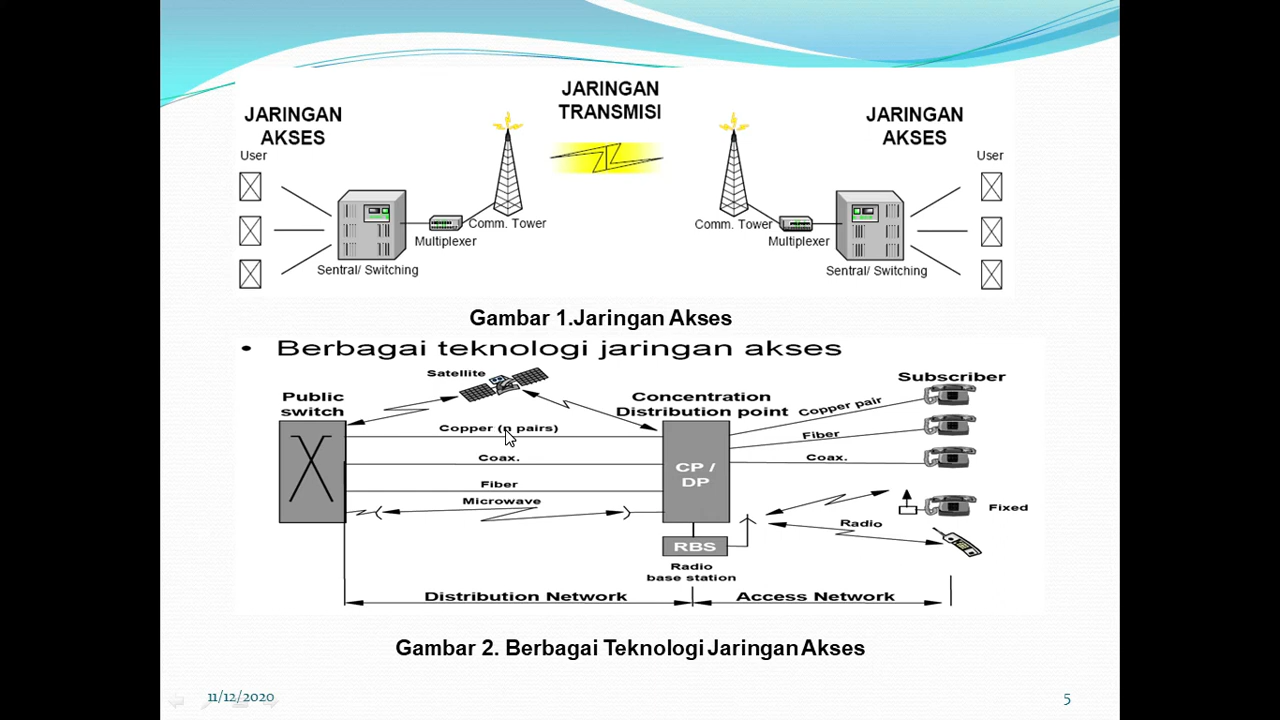 JARINGAN
TRANSMISI
JARINGAN
AKSES
JARINGAN
AKSES
User
User
Comm. Tower
Comm. Tower
Multiplexer
Multiplexer
Sentral/ Switching
Sentral/ Switching
Gambar 1.Jaringan Akses
• Berbagai teknologi jaringan akses
Satellite
Public
switch
Concentration
Distribution point
Subscriber
Copper pair
Copper (n pairs)
Fiber
Coax.
Coax.
CP /
DP
Fiber
Microwave
Fixed
Radio
RBS
Radio
base station
Distribution Network
Access Network
Gambar 2. Berbagai Teknologi Jaringan Akses
11/12/2020
5